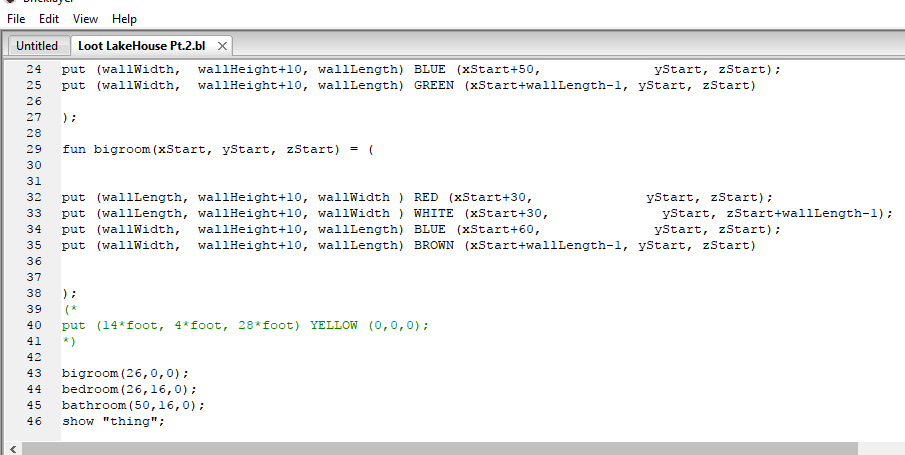 File Edit View Help
Untitled Loot LakeHouse Pt.2.bl
24 put (wallWidth,  wallHeight+10, wallLength) BLUE (xStart+50,              yStart, zStart);
25 put (wallWidth,  wallHeight+10, wallLength) GREEN (xStart+wallLength-1, yStart, zStart)
26
27 );
28
29 fun bigroom(xStart, yStart, zStart) = (
30
31
32 put (wallLength, wallHeight+10, wallWidth ) RED (xStart+30,              yStart, zStart);
33 put (wallLength, wallHeight+10, wallWidth ) WHITE (xStart+30,              yStart, zStart+wallLength-1);
34 put (wallWidth,  wallHeight+10, wallLength) BLUE (xStart+60,              yStart, zStart);
35 put (wallWidth,  wallHeight+10, wallLength) BROWN (xStart+wallLength-1, yStart, zStart)
36
37
38 );
39 (*
40 put (14*foot, 4*foot, 28*foot) YELLOW (0,0,0);
41 *)
42
43 bigroom(26,0,0);
44 bedroom(26,16,0);
45 bathroom(50,16,0);
46 show "thing";